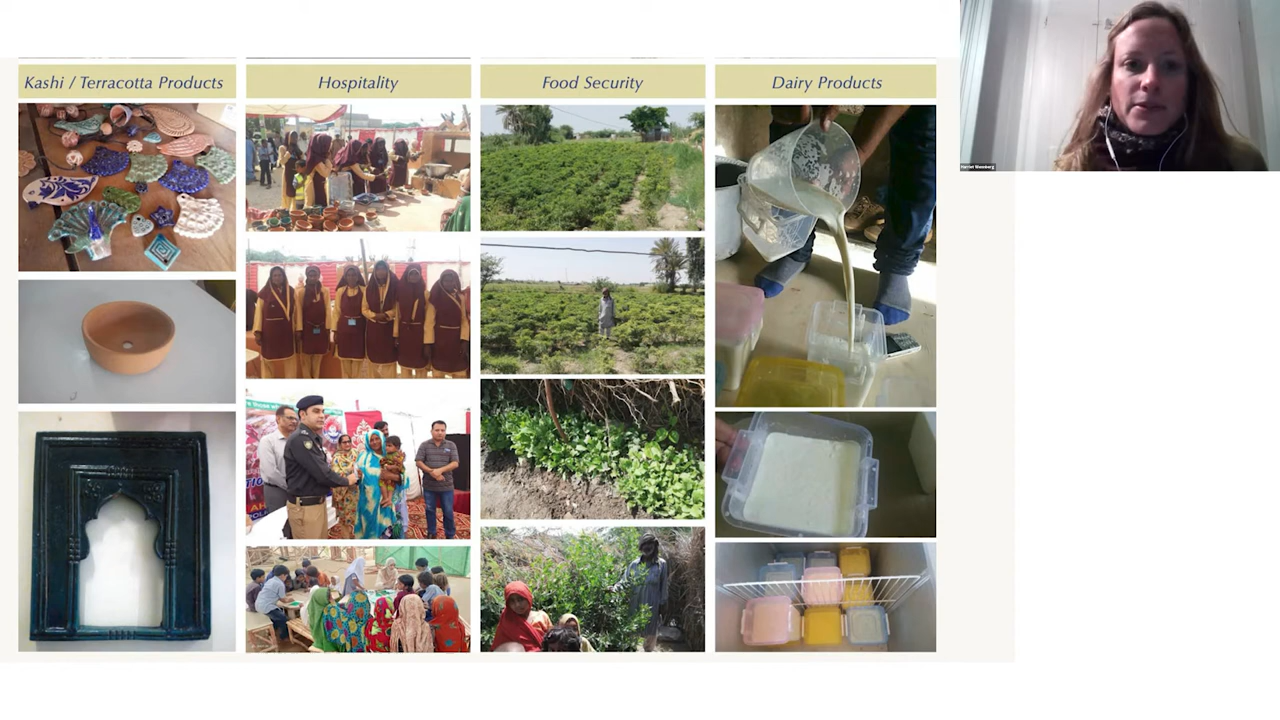 Kashi / Terracotta Products
Hospitality
Food Security
Dairy Products